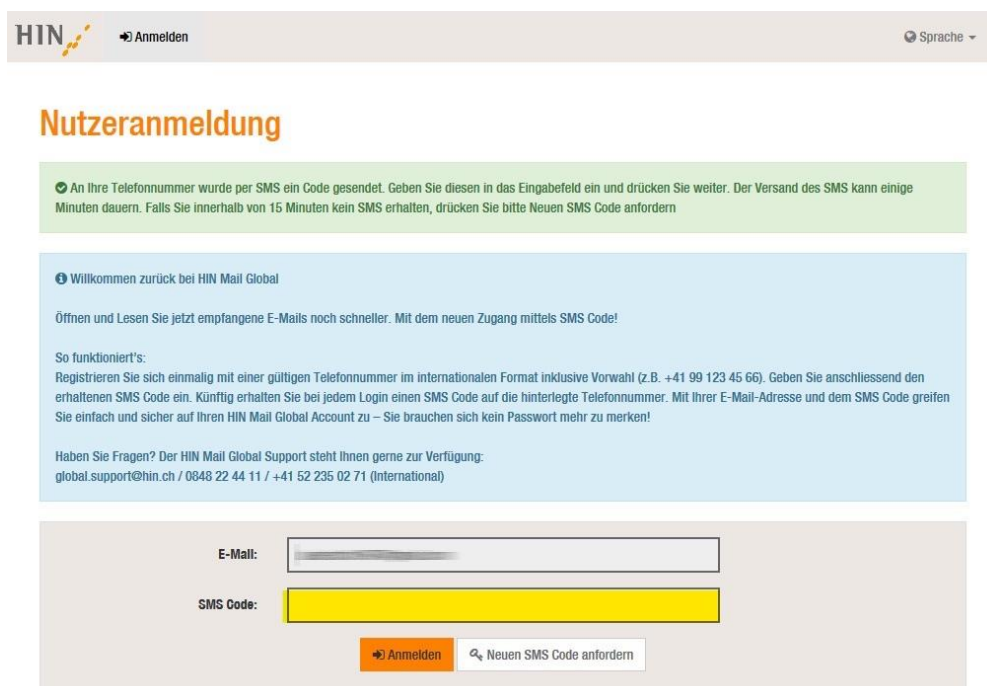 HIN Anmelden Sprache
Nutzeranmeldung
An Ihre Telefonnummer wurde per SMS ein Code gesendet. Geben Sie diesen in das Eingabefeld ein und drücken Sie weiter. Der Versand des SMS kann einige
Minuten dauern. Falls Sie innerhalb von 15 Minuten kein SMS erhalten, drücken Sie bitte Neuen SMS Code anfordern
Willkommen zurück bei HIN Mail Global
Öffnen und Lesen Sie jetzt empfangene E-Mails noch schneller. Mit dem neuen Zugang mittels SMS Code!
So funktioniert's:
Registrieren Sie sich einmalig mit einer gültigen Telefonnummer im internationalen Format inklusive Vorwahl (z.B. +41 99 123 45 66). Geben Sie anschliessend den
erhaltenen SMS Code ein. Künftig erhalten Sie bei jedem Login einen SMS Code auf die hinterlegte Telefonnummer. Mit Ihrer E-Mail-Adresse und dem SMS Code greifen
Sie einfach und sicher auf Ihren HIN Mail Global Account zu – Sie brauchen sich kein Passwort mehr zu merken!
Haben Sie Fragen? Der HIN Mail Global Support steht Ihnen gerne zur Verfügung:
global.support@hin.ch / 0848 22 44 11 / +41 52 235 02 71 (International)
E-Mail:
SMS Code:
Anmelden Neuen SMS Code anfordern